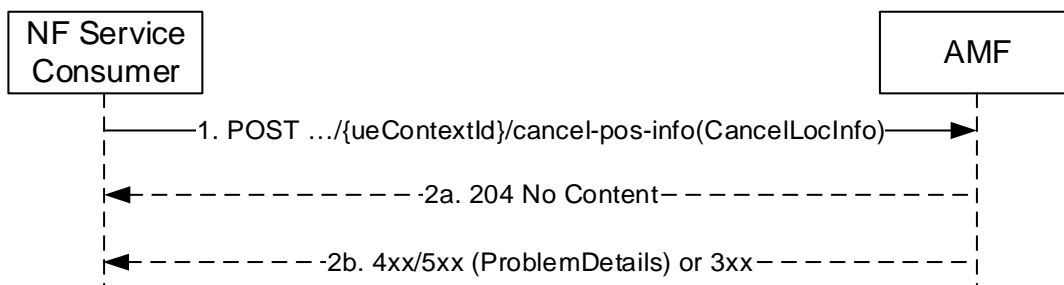 NF Service
Consumer
AMF
1. POST …/{ueContextId}/cancel-pos-info(CancelLocInfo)
2a. 204 No Content
2b. 4xx/5xx (ProblemDetails) or 3xx